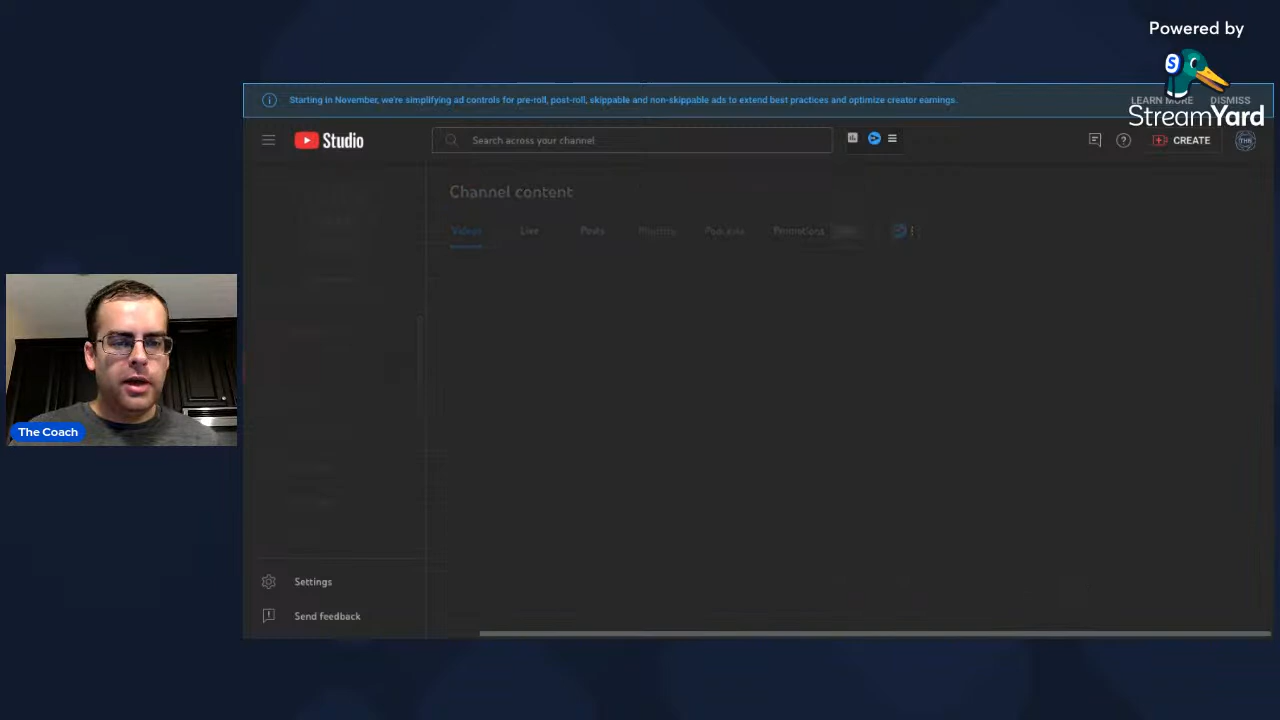 Powered by
StreamYard
Starting in November, we're simplifying ad controls for pre-roll, post-roll, skippable and non-skippable ads to extend best practices and optimize creator earnings.
LEARN MORE
DISMISS
Studio
Search across your channel
CREATE
Channel content
Videos
Live
Posts
Playlists
Podcasts
Promotions
The Coach
Settings
Send feedback